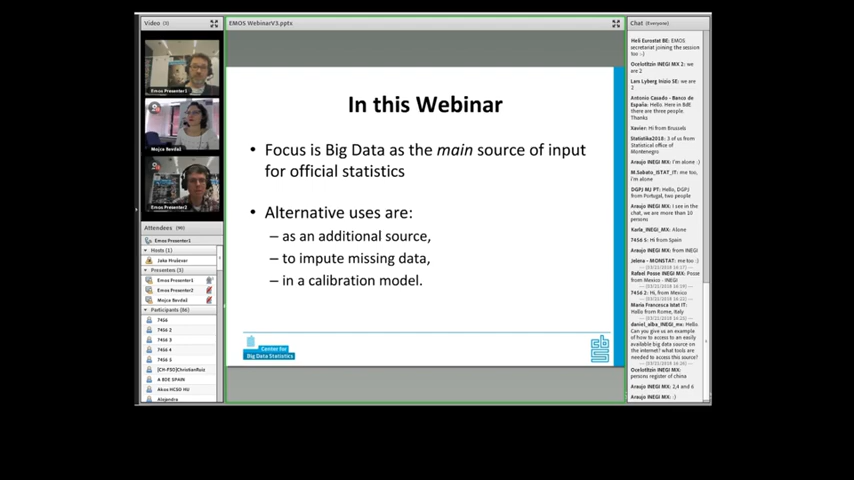 Video (3)
Emos Presenter1
Mojca Bavdaž
Emos Presenter2
Attendees (90)
Emos Presenter1
Hosts (1)
Presenters (3)
Emos Presenter1
Emos Presenter2
Mojca Bavdaž
Participants (86)
7456
7456 2
7456 3
7456 4
7456 5
A BDE SPAIN
Akos HCSO HU
Alejandra
EMOS WebinarV3.pptx
In this Webinar
• Focus is Big Data as the main source of input
for official statistics
• Alternative uses are:
– as an additional source,
– to impute missing data,
– in a calibration model.
Center for
Big Data Statistics
cbs
Chat (Everyone)
Heli Eurostat BE: EMOS
secretariat joining the session
too :-)
Ocelotltzin INEGI MX 2: we
are 2
Lars Lyberg Inizio SE: we are
2
Antonio Casado - Banco de
España: Hello. Here in BdE
there are three people.
Thanks
Xavier: Hi from Brussels
Statistika2018: 3 of us from
Statistical office of
Montenegro
Araujo INEGI MX: I'm alone :)
M.Sabato_ISTAT_IT: me too,
i'm alone
DGPJ MJ PT: Hello, DGPJ
from Portugal, two people
Araujo INEGI MX: I see in the
chat, we are more than 10
persons
Karla_INEGI_MX: Alone
7456 5: Hi from Spain
Araujo INEGI MX: from INEGI
Jelena - MONSTAT: me too :)
Rafael Posse INEGI MX: Posse
from Mexico - INEGI
7456 2: Hi, from Mexico
Maria Francesca Istat IT:
Hallo from Rome, Italy
daniel_alba_INEGI_mx: Hello
Can you give us an example
of how to access to an easily
available big data source on
the internet? what tools are
needed to access this source?
Ocelotltzin INEGI MX:
persons register of china
Araujo INEGI MX: 2,4 and 6
Araujo INEGI MX: :)